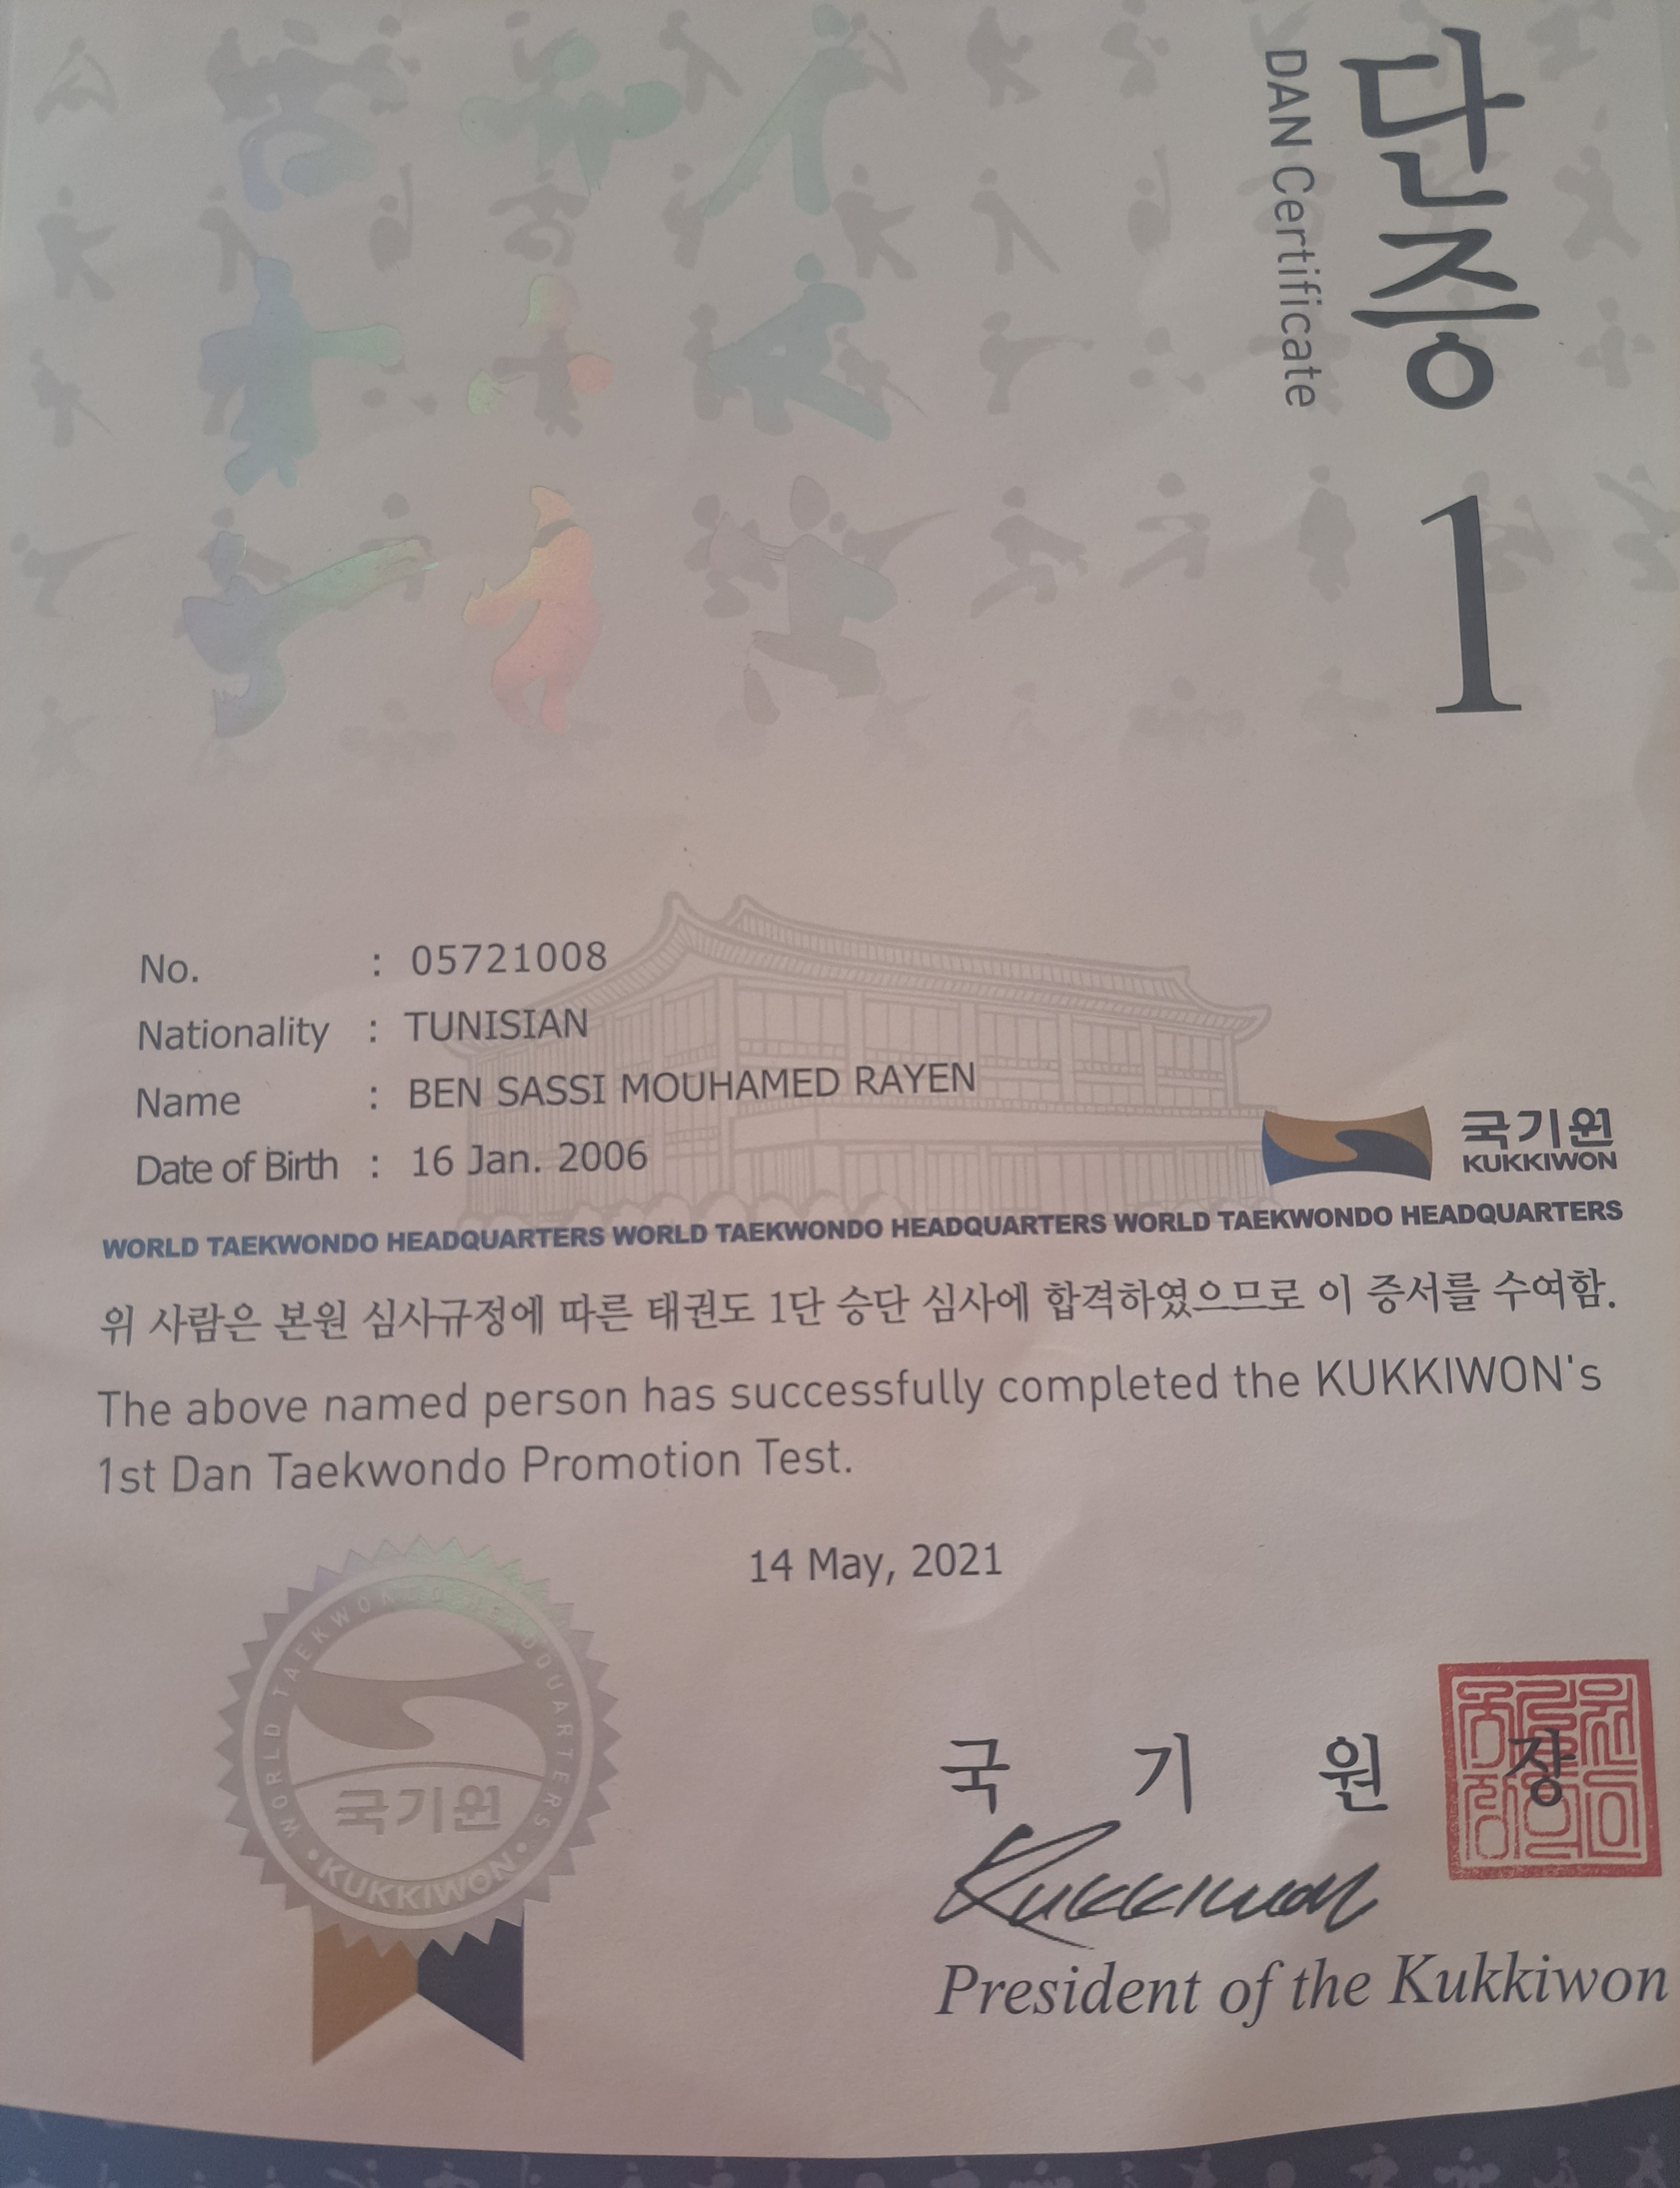 단증
DAN Certificate
1
No. : 05721008
Nationality : TUNISIAN
Name : BEN SASSI MOUHAMED RAYEN
Date of Birth : 16 Jan. 2006
국기원
KUKKIWON
WORLD TAEKWONDO HEADQUARTERS WORLD TAEKWONDO HEADQUARTERS WORLD TAEKWONDO HEADQUARTERS
위 사람은 본원 심사규정에 따른 태권도 1단 승단 심사에 합격하였으므로 이 증서를 수여함.
The above named person has successfully completed the KUKKIWON's
1st Dan Taekwondo Promotion Test.
14 May, 2021
WORLD TAEKWONDO HEADQUARTERS
국기원
• KUKKIWON •
국 기 원 장
Kukkiwon
President of the Kukkiwon